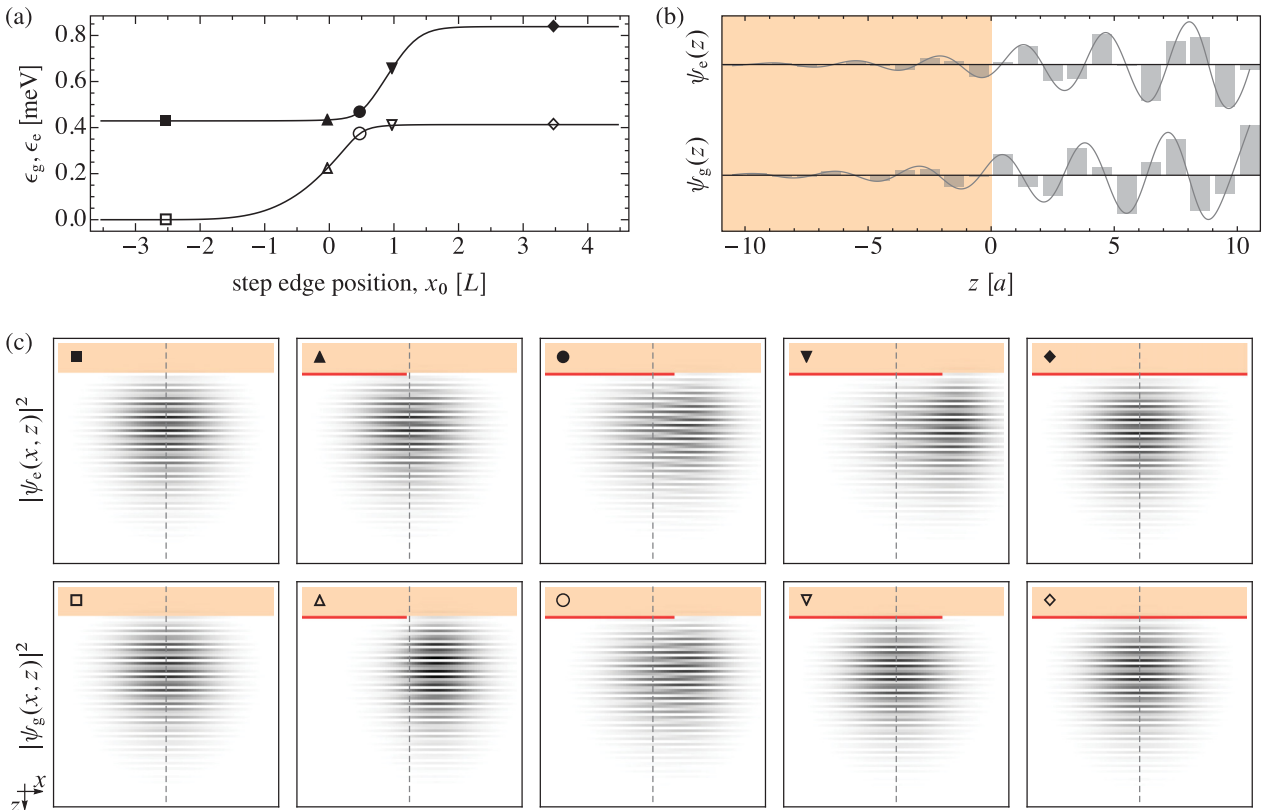 (a)
ϵg, ϵe [meV]
0.8
0.6
0.4
0.2
0.0
−3 −2 −1 0 1 2 3 4
step edge position, x0 [L]
(b)
ψe(z)
ψg(z)
−10 −5 0 5 10
z [a]
(c)
|ψe(x, z)|²
|ψg(x, z)|²
x
z